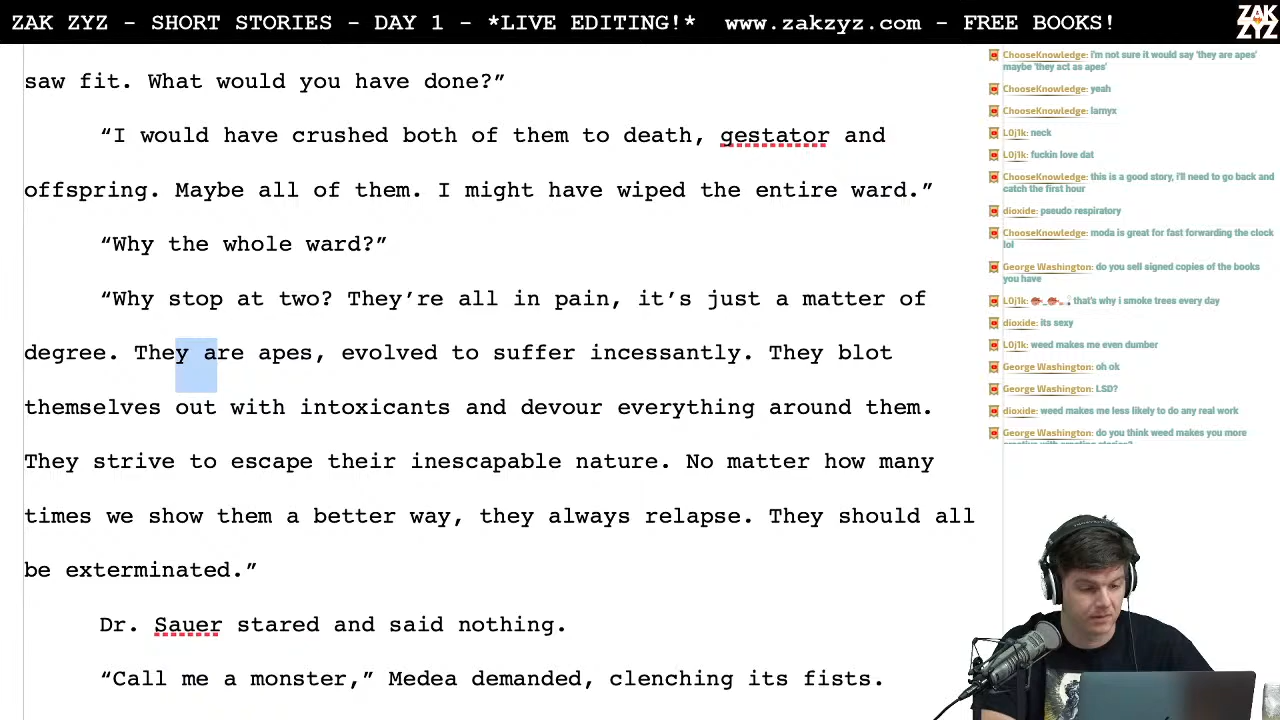 ZAK ZYZ - SHORT STORIES - DAY 1 - *LIVE EDITING!* www.zakzyz.com - FREE BOOKS!
ZAK
ZYZ
saw fit. What would you have done?”
“I would have crushed both of them to death, gestator and
offspring. Maybe all of them. I might have wiped the entire ward.”
“Why the whole ward?”
“Why stop at two? They’re all in pain, it’s just a matter of
degree. They are apes, evolved to suffer incessantly. They blot
themselves out with intoxicants and devour everything around them.
They strive to escape their inescapable nature. No matter how many
times we show them a better way, they always relapse. They should all
be exterminated.”
Dr. Sauer stared and said nothing.
“Call me a monster,” Medea demanded, clenching its fists.
ChooseKnowledge: i'm not sure it would say 'they are apes'
maybe 'they act as apes'
ChooseKnowledge: yeah
ChooseKnowledge: larnyx
L0j1k: neck
L0j1k: fuckin love dat
ChooseKnowledge: this is a good story, i'll need to go back and
catch the first hour
dioxide: pseudo respiratory
ChooseKnowledge: moda is great for fast forwarding the clock
lol
George Washington: do you sell signed copies of the books
you have
L0j1k: that's why i smoke trees every day
dioxide: its sexy
L0j1k: weed makes me even dumber
George Washington: oh ok
George Washington: LSD?
dioxide: weed makes me less likely to do any real work
George Washington: do you think weed makes you more